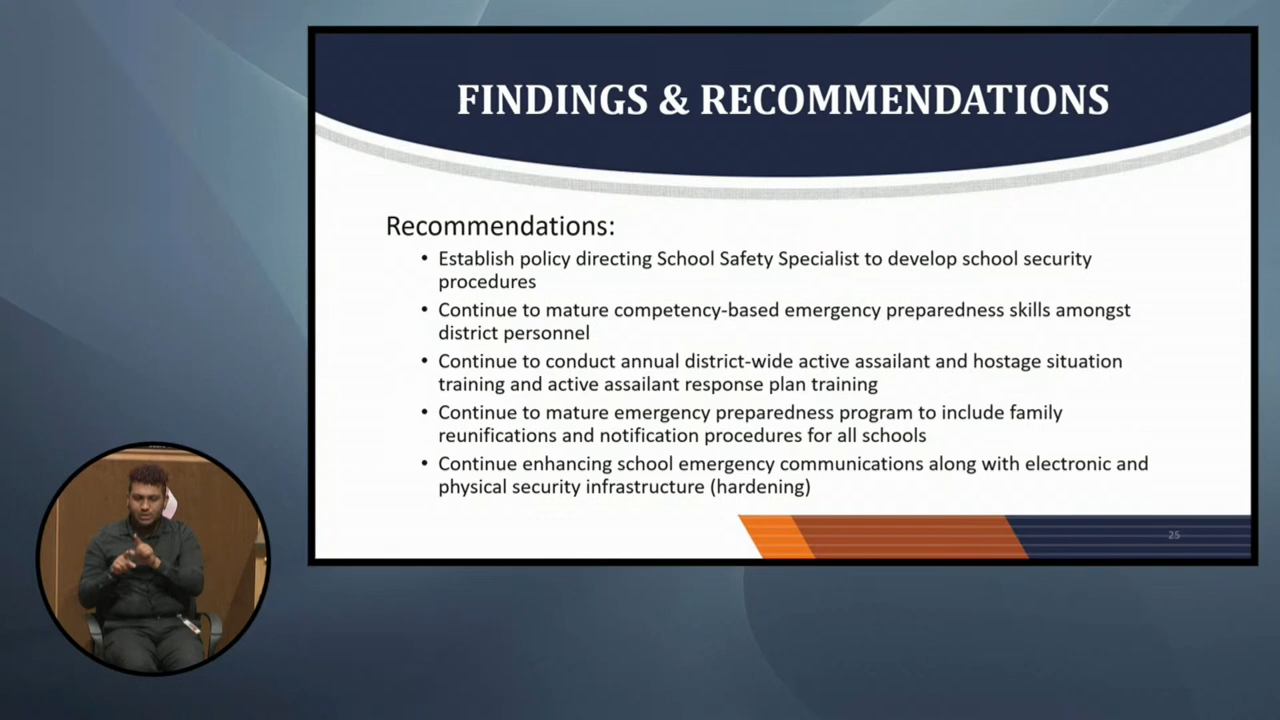 FINDINGS & RECOMMENDATIONS
Recommendations:
• Establish policy directing School Safety Specialist to develop school security
procedures
• Continue to mature competency-based emergency preparedness skills amongst
district personnel
• Continue to conduct annual district-wide active assailant and hostage situation
training and active assailant response plan training
• Continue to mature emergency preparedness program to include family
reunifications and notification procedures for all schools
• Continue enhancing school emergency communications along with electronic and
physical security infrastructure (hardening)
25